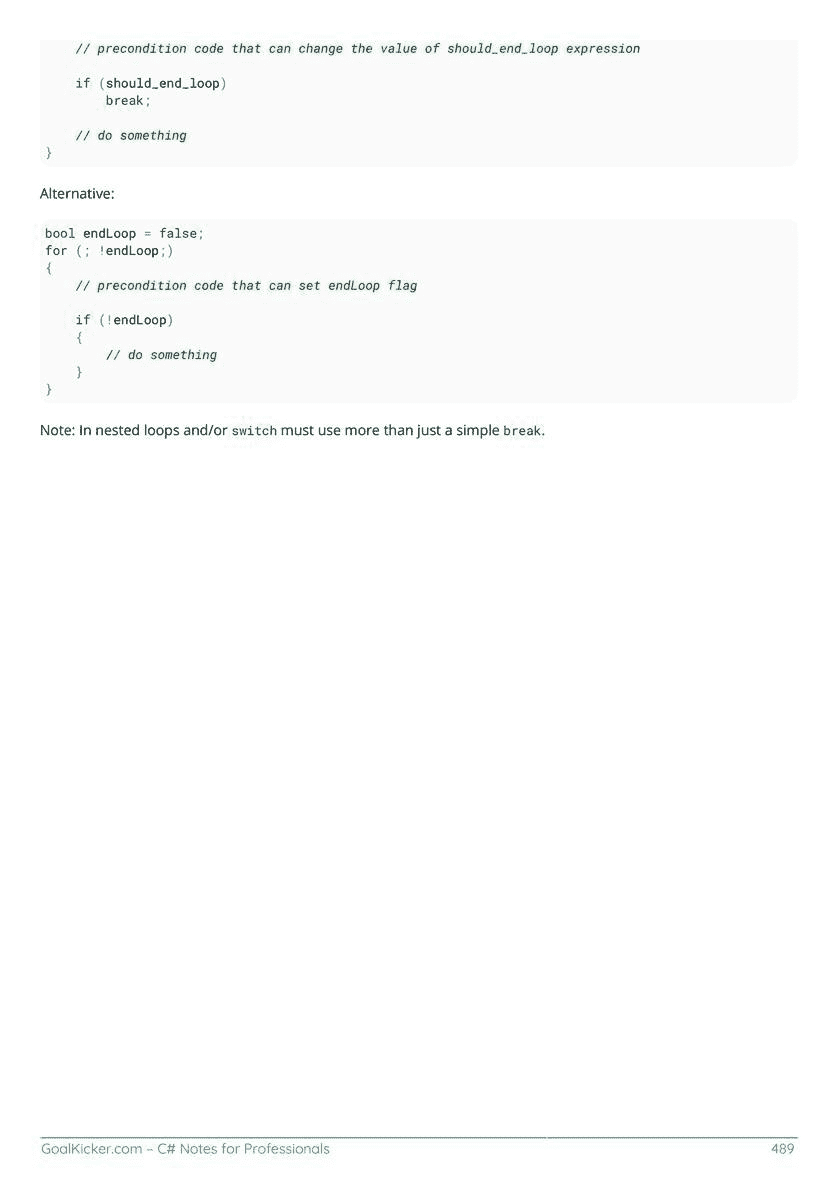 // precondition code that can change the value of should_end_loop expression
if (should_end_loop)
break;
// do something
}
Alternative:
bool endLoop = false;
for (; !endLoop;)
{
// precondition code that can set endLoop flag
if (!endLoop)
{
// do something
}
}
Note: In nested loops and/or switch must use more than just a simple break.
GoalKicker.com – C# Notes for Professionals 489